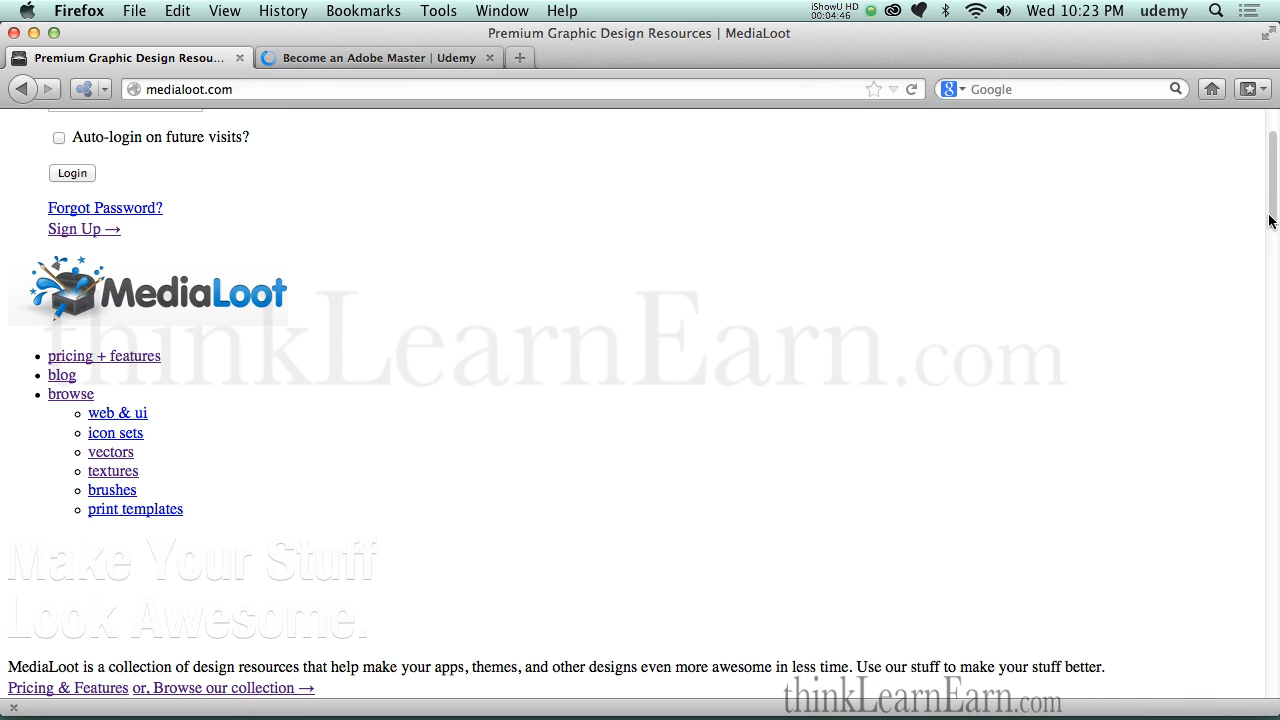 Firefox File Edit View History Bookmarks Tools Window Help iShowU HD 00:04:46 Wed 10:23 PM udemy
Premium Graphic Design Resources | MediaLoot
Premium Graphic Design Resou... Become an Adobe Master | Udemy
medialoot.com Google
Auto-login on future visits?
Login
Forgot Password?
Sign Up →
MediaLoot
thinkLearnEarn.com
pricing + features
blog
browse
web & ui
icon sets
vectors
textures
brushes
print templates
Make Your Stuff
Look Awesome.
MediaLoot is a collection of design resources that help make your apps, themes, and other designs even more awesome in less time. Use our stuff to make your stuff better.
Pricing & Features or, Browse our collection →
thinkLearnEarn.com